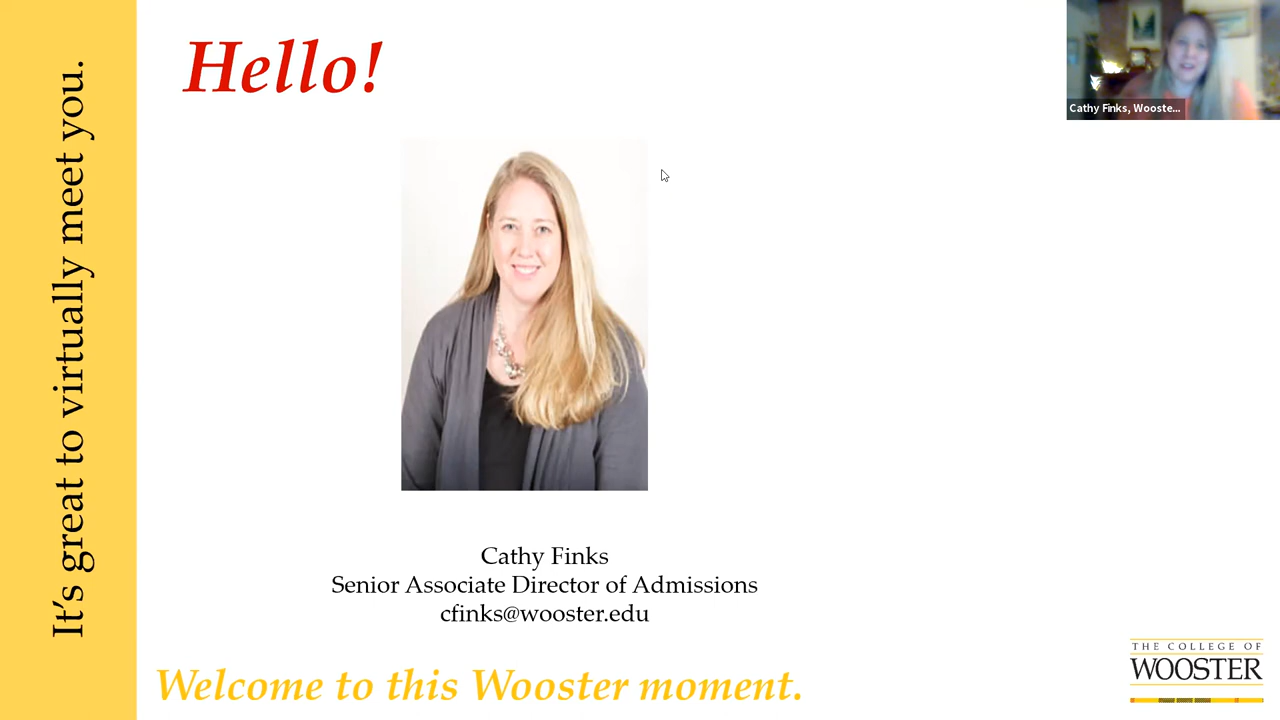 It's great to virtually meet you.
Hello!
Cathy Finks, Wooste...
Cathy Finks
Senior Associate Director of Admissions
cfinks@wooster.edu
Welcome to this Wooster moment.
THE COLLEGE OF
WOOSTER